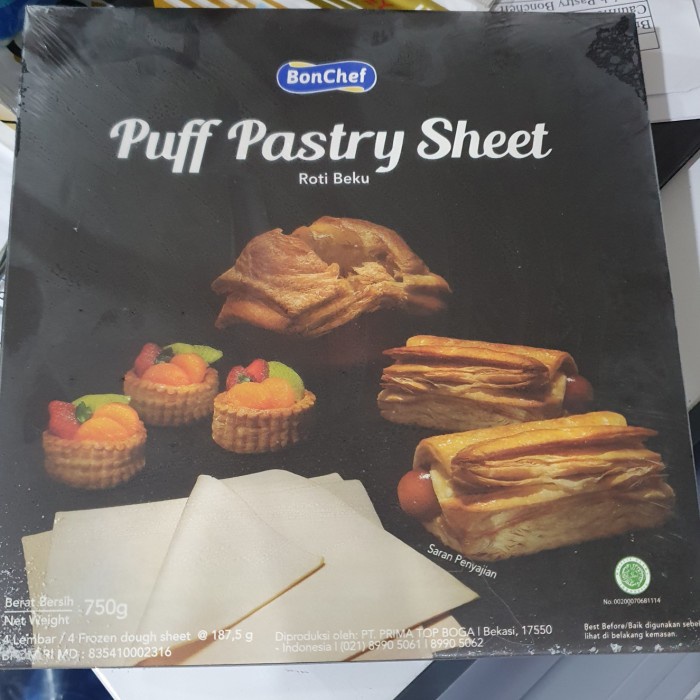 BonChef
Puff Pastry Sheet
Roti Beku
Saran Penyajian
Berat Bersih
Net Weight
: 750g
4 Lembar / 4 Frozen dough sheet @ 187,5 g
MD : 835410002316
Diproduksi oleh: PT. PRIMA TOP BOGA | Bekasi, 17550
- Indonesia | (021) 8990 5061 | 8990 5062
No: 00200070681114
Best Before/Baik digunakan sebel
lihat di belakang kemasan.